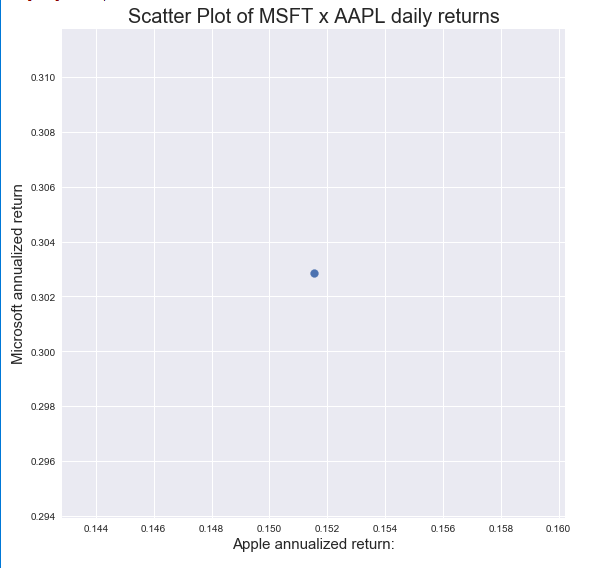 Scatter Plot of MSFT x AAPL daily returns
Microsoft annualized return
0.310
0.308
0.306
0.304
0.302
0.300
0.298
0.296
0.294
0.144 0.146 0.148 0.150 0.152 0.154 0.156 0.158 0.160
Apple annualized return: